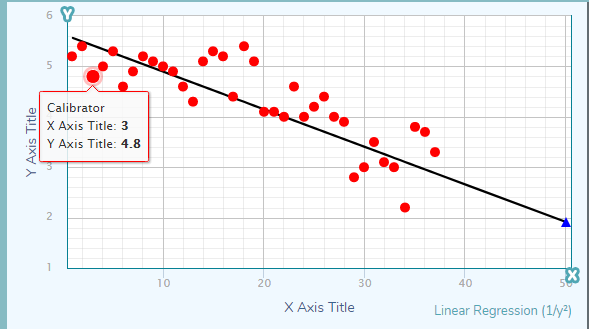 Y
6
5
Calibrator
X Axis Title: 3
Y Axis Title: 4.8
Y Axis Title
3
2
1
10
20
30
40
50
X
X Axis Title
Linear Regression (1/y²)